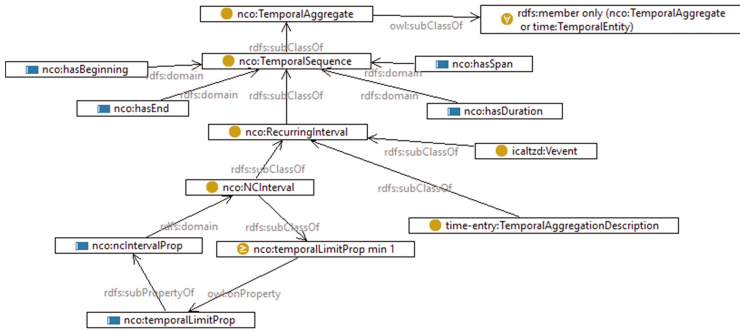 nco:TemporalAggregate
owl:subClassOf
rdfs:member only (nco:TemporalAggregate
or time:TemporalEntity)
rdfs:subClassOf
nco:hasBeginning
rdfs:domain
nco:TemporalSequence
nco:hasSpan
rdfs:domain
nco:hasEnd
rdfs:domain
rdfs:subClassOf
rdfs:domain
nco:hasDuration
nco:RecurringInterval
rdfs:subClassOf
icaltzd:Vevent
rdfs:subClassOf
nco:NCInterval
rdfs:subClassOf
rdfs:domain
rdfs:subClassOf
time-entry:TemporalAggregationDescription
nco:ncIntervalProp
nco:temporalLimitProp min 1
rdfs:subPropertyOf
owl:onProperty
nco:temporalLimitProp